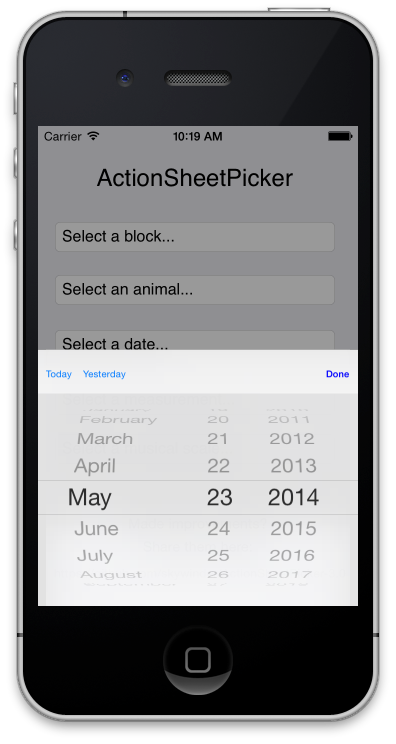 Carrier 10:19 AM
ActionSheetPicker
Select a block...
Select an animal...
Select a date...
Today Yesterday Done
February 20 2011
March 21 2012
April 22 2013
May 23 2014
June 24 2015
July 25 2016
August 26 2017